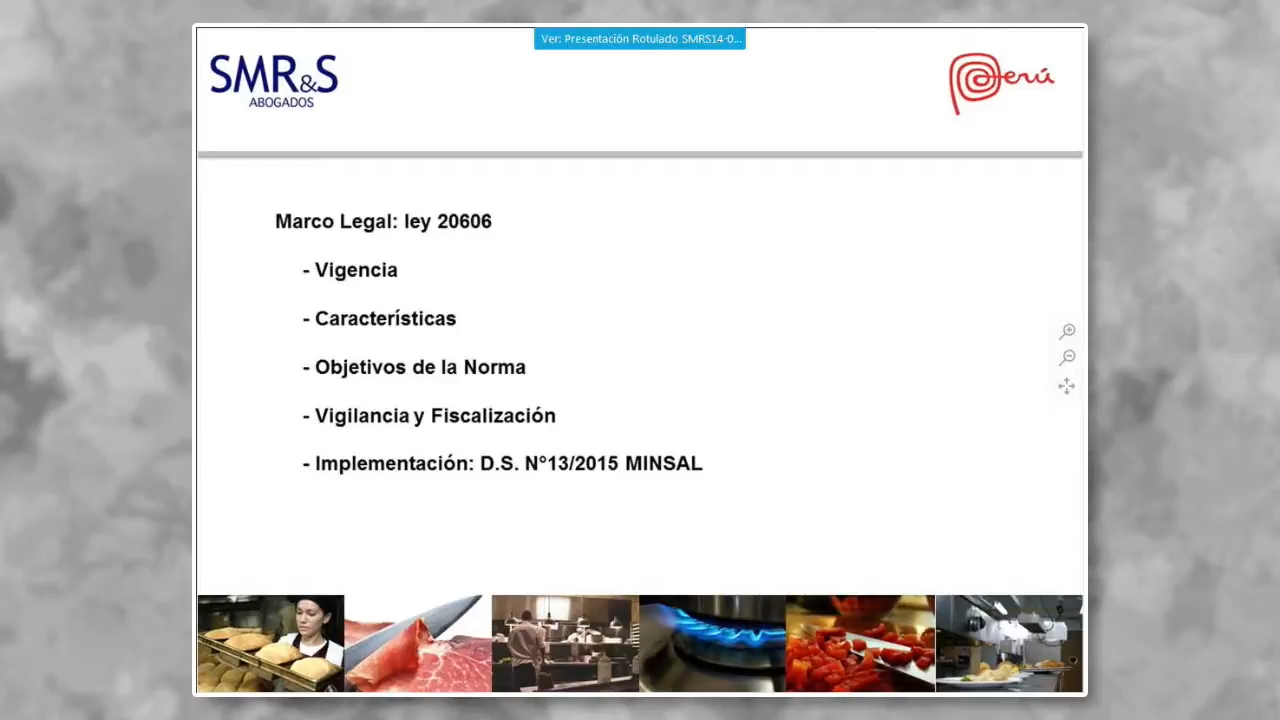 Ver: Presentación Rotulado SMRS14-0...
SMR&S
ABOGADOS
Perú
Marco Legal: ley 20606
- Vigencia
- Características
- Objetivos de la Norma
- Vigilancia y Fiscalización
- Implementación: D.S. N°13/2015 MINSAL